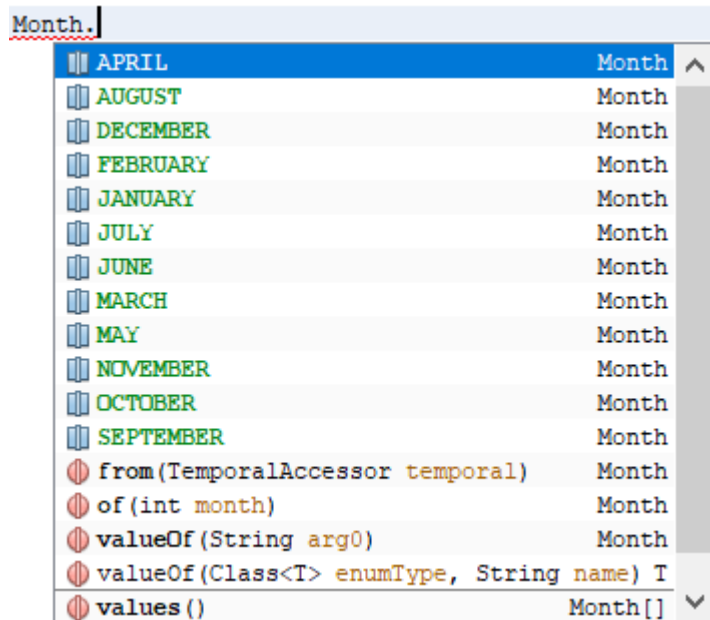 Month.
APRIL Month
AUGUST Month
DECEMBER Month
FEBRUARY Month
JANUARY Month
JULY Month
JUNE Month
MARCH Month
MAY Month
NOVEMBER Month
OCTOBER Month
SEPTEMBER Month
from(TemporalAccessor temporal) Month
of(int month) Month
valueOf(String arg0) Month
valueOf(Class<T> enumType, String name) T
values() Month[]